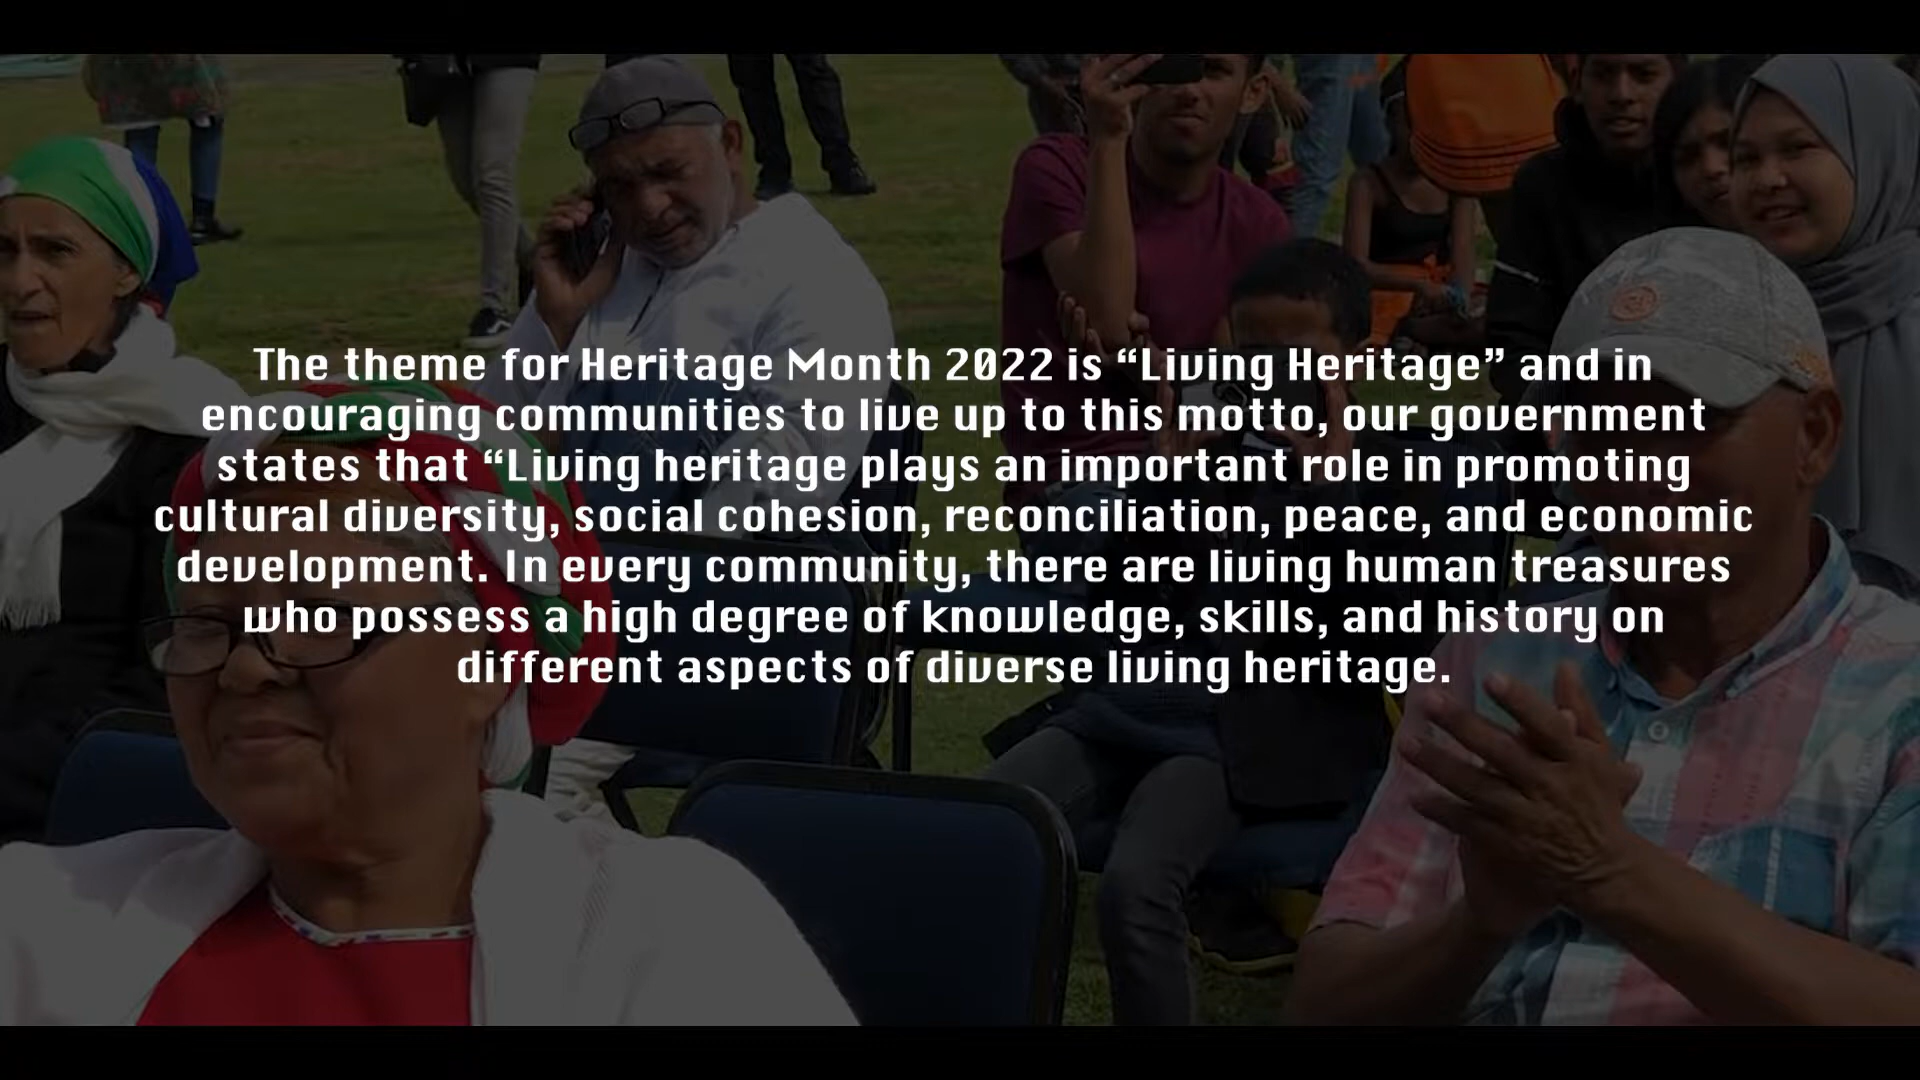 The theme for Heritage Month 2022 is “Living Heritage” and in
encouraging communities to live up to this motto, our government
states that “Living heritage plays an important role in promoting
cultural diversity, social cohesion, reconciliation, peace, and economic
development. In every community, there are living human treasures
who possess a high degree of knowledge, skills, and history on
different aspects of diverse living heritage.